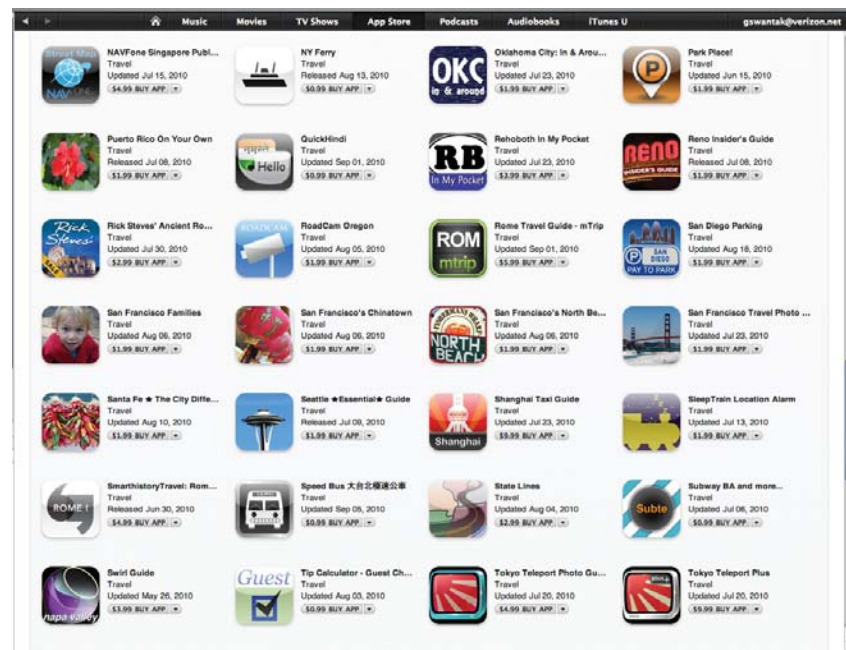 Music Movies TV Shows App Store Podcasts Audiobooks iTunes U gswantak@verizon.net
Street Map
NAV ONE
NAVFone Singapore Publ...
Travel
Updated Jul 15, 2010
$4.99 BUY APP
NY Ferry
Travel
Released Aug 13, 2010
$0.99 BUY APP
OKC
in & around
Oklahoma City: In & Arou...
Travel
Updated Jul 23, 2010
$1.99 BUY APP
P
Park Place!
Travel
Updated Jun 15, 2010
$1.99 BUY APP
Puerto Rico On Your Own
Travel
Released Jul 08, 2010
$1.99 BUY APP
नमस्ते
Hello
QuickHindi
Travel
Updated Sep 01, 2010
$0.99 BUY APP
RB
In My Pocket
Rehoboth In My Pocket
Travel
Updated Jul 23, 2010
$3.99 BUY APP
RENO
INSIDER'S GUIDE
Reno Insider's Guide
Travel
Released Jul 08, 2010
$1.99 BUY APP
Rick
Steves'
SALE
Rick Steves' Ancient Ro...
Travel
Updated Jul 30, 2010
$2.99 BUY APP
ROADCAM
RoadCam Oregon
Travel
Updated Aug 05, 2010
$1.99 BUY APP
ROM
mtrip
Rome Travel Guide - mTrip
Travel
Updated Sep 01, 2010
$5.99 BUY APP
P SAN
DIEGO
PAY TO PARK
San Diego Parking
Travel
Updated Aug 18, 2010
$1.99 BUY APP
San Francisco Families
Travel
Updated Aug 06, 2010
$1.99 BUY APP
San Francisco's Chinatown
Travel
Updated Aug 06, 2010
$1.99 BUY APP
FISHERMANS WHARF
NORTH
BEACH
San Francisco's North Be...
Travel
Updated Aug 06, 2010
$1.99 BUY APP
San Francisco Travel Photo ...
Travel
Updated Jul 23, 2010
$1.99 BUY APP
Santa Fe ★ The City Diffe...
Travel
Updated Aug 10, 2010
$1.99 BUY APP
Seattle ★Essential★ Guide
Travel
Released Jul 09, 2010
$1.99 BUY APP
Shanghai
Shanghai Taxi Guide
Travel
Updated Jul 23, 2010
$9.99 BUY APP
SleepTrain Location Alarm
Travel
Updated Jul 13, 2010
$1.99 BUY APP
ROME I
SmarthistoryTravel: Rom...
Travel
Released Jun 30, 2010
$4.99 BUY APP
Speed Bus 大台北極速公車
Travel
Updated Sep 05, 2010
$0.99 BUY APP
State Lines
Travel
Updated Aug 04, 2010
$2.99 BUY APP
Subte
Subway BA and more...
Travel
Updated Jul 08, 2010
$0.99 BUY APP
napa valley
Swirl Guide
Travel
Updated May 26, 2010
$3.99 BUY APP
Guest
Tip Calculator - Guest Ch...
Travel
Updated Aug 03, 2010
$0.99 BUY APP
Tokyo Teleport Photo Gu...
Travel
Updated Jul 20, 2010
$4.99 BUY APP
Tokyo Teleport Plus
Travel
Updated Jul 20, 2010
$9.99 BUY APP